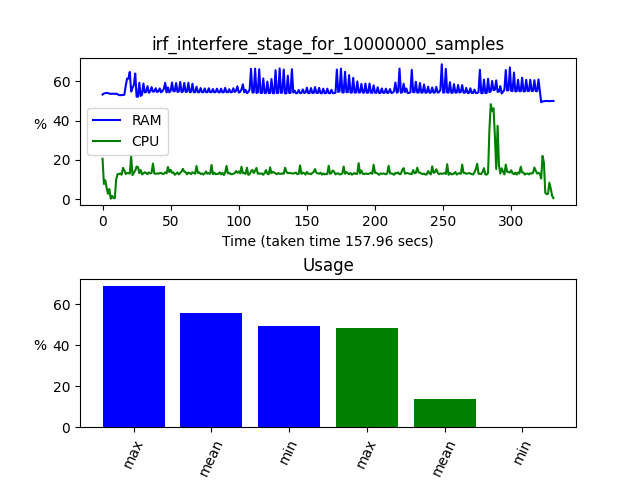 irf_interfere_stage_for_10000000_samples
60
40
20
0
%
RAM
CPU
0 50 100 150 200 250 300
Time (taken time 157.96 secs)
Usage
60
40
20
0
%
max mean min max mean min